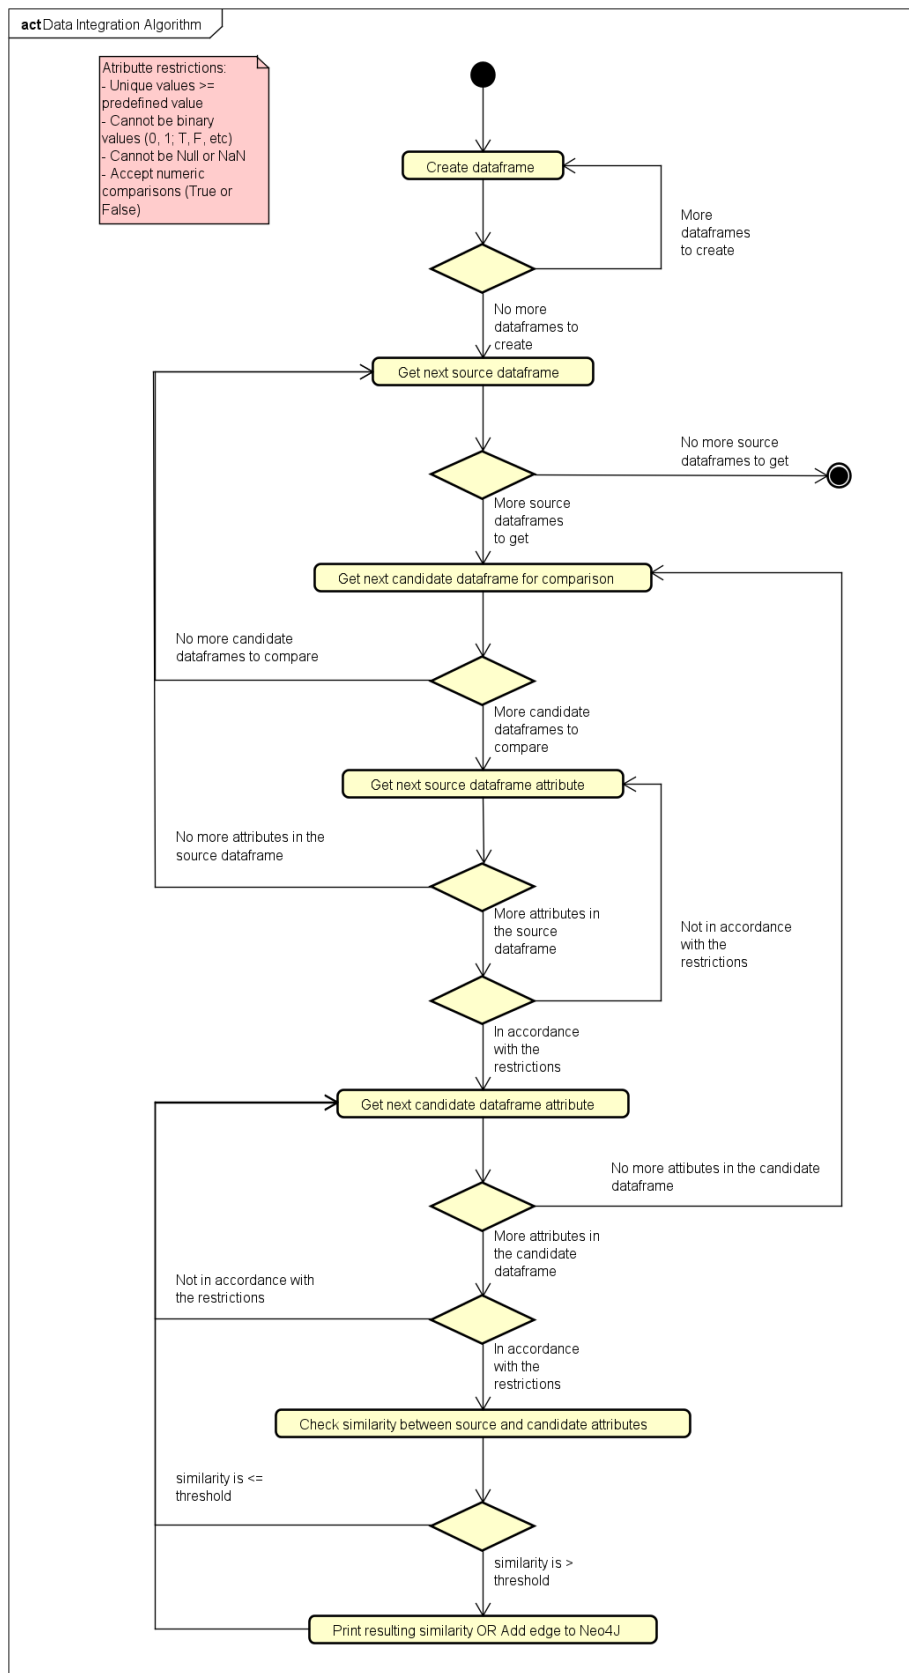 act Data Integration Algorithm
Atributte restrictions:
- Unique values >=
predefined value
- Cannot be binary
values (0, 1; T, F, etc)
- Cannot be Null or NaN
- Accept numeric
comparisons (True or
False)
Create dataframe
More
dataframes
to create
No more
dataframes to
create
Get next source dataframe
No more source
dataframes to get
More source
dataframes
to get
Get next candidate dataframe for comparison
No more candidate
dataframes to compare
More candidate
dataframes to
compare
Get next source dataframe attribute
No more attributes in the
source dataframe
More attributes in
the source
dataframe
Not in accordance
with the
restrictions
In accordance
with the
restrictions
Get next candidate dataframe attribute
No more attibutes in the candidate
dataframe
More attributes in
the candidate
dataframe
Not in accordance with
the restrictions
In accordance
with the
restrictions
Check similarity between source and candidate attributes
similarity is <=
threshold
similarity is >
threshold
Print resulting similarity OR Add edge to Neo4J